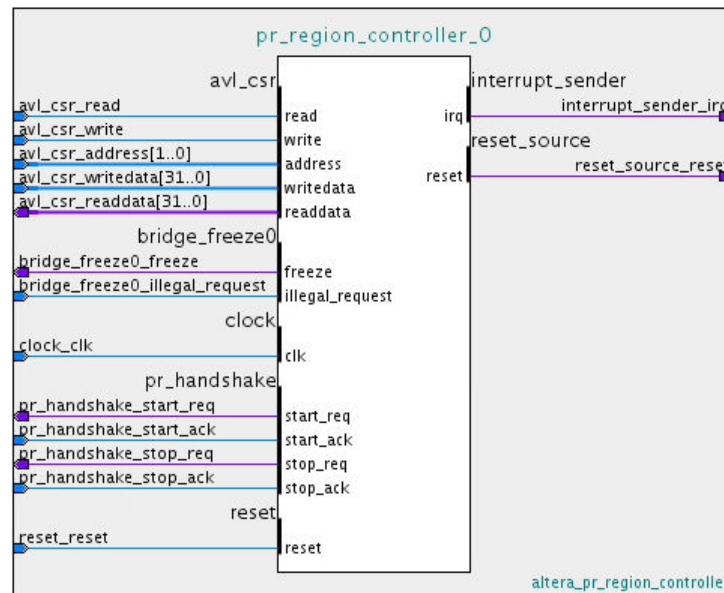 pr_region_controller_0
avl_csr
interrupt_sender
avl_csr_read
read
irq
interrupt_sender_irq
avl_csr_write
write
reset_source
avl_csr_address[1..0]
address
reset_source_reset
avl_csr_writedata[31..0]
writedata
reset
avl_csr_readdata[31..0]
readdata
bridge_freeze0
bridge_freeze0_freeze
freeze
bridge_freeze0_illegal_request
illegal_request
clock
clock_clk
clk
pr_handshake
pr_handshake_start_req
start_req
pr_handshake_start_ack
start_ack
pr_handshake_stop_req
stop_req
pr_handshake_stop_ack
stop_ack
reset
reset_reset
reset
altera_pr_region_controlle